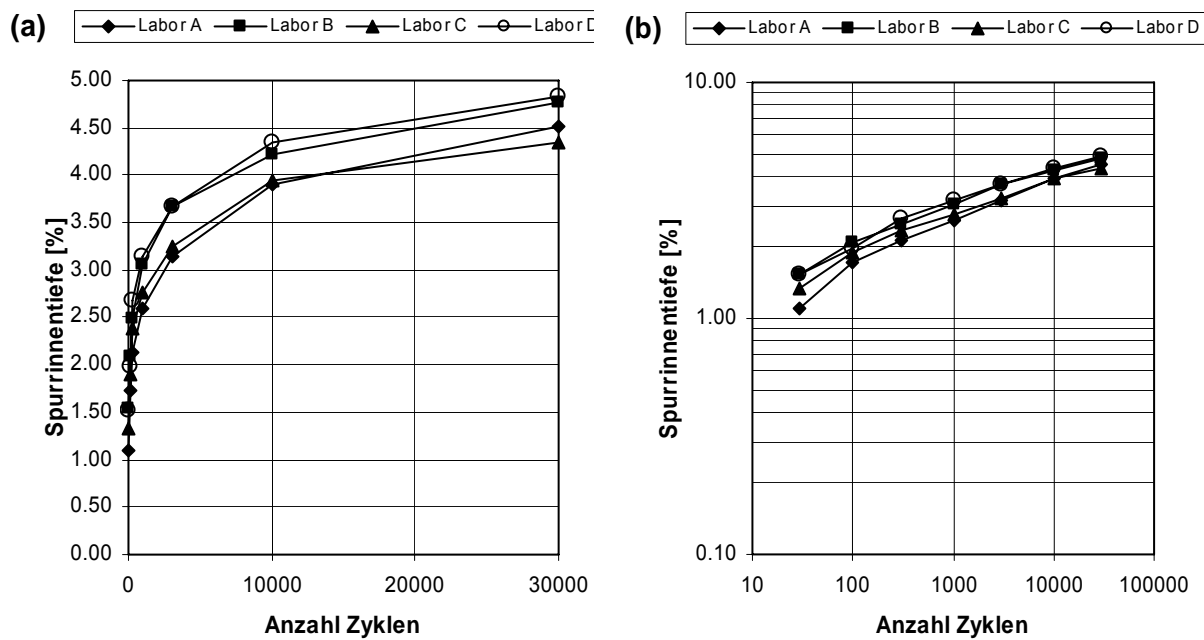 (a)
Labor A Labor B Labor C Labor D
Spurrinnentiefe [%]
5.00
4.50
4.00
3.50
3.00
2.50
2.00
1.50
1.00
0.50
0.00
0 10000 20000 30000
Anzahl Zyklen
(b)
Labor A Labor B Labor C Labor D
Spurrinnentiefe [%]
10.00
1.00
0.10
10 100 1000 10000 100000
Anzahl Zyklen